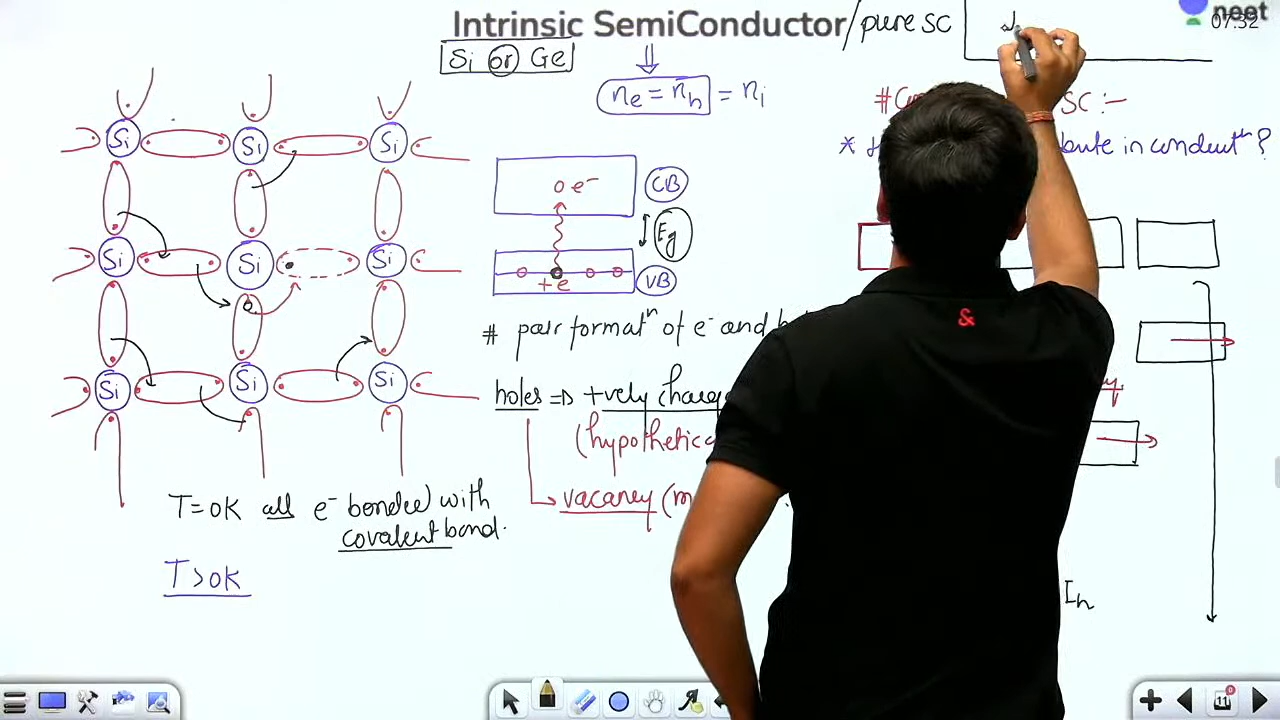 Intrinsic SemiConductor/pure SC
neet
07:32
Si or Ge
ne = nh = ni
SC :-
* bute in conductⁿ ?
Si Si Si
Si Si Si
Si Si Si
e⁻
CB
Eg
VB
+e
# pair formatⁿ of e⁻ and
holes ⇒ +vely charge
(hypothetica
vacancy (m
T=0K all e⁻ bonded with
covalent bond.
T>0K
Ih
&
11
0